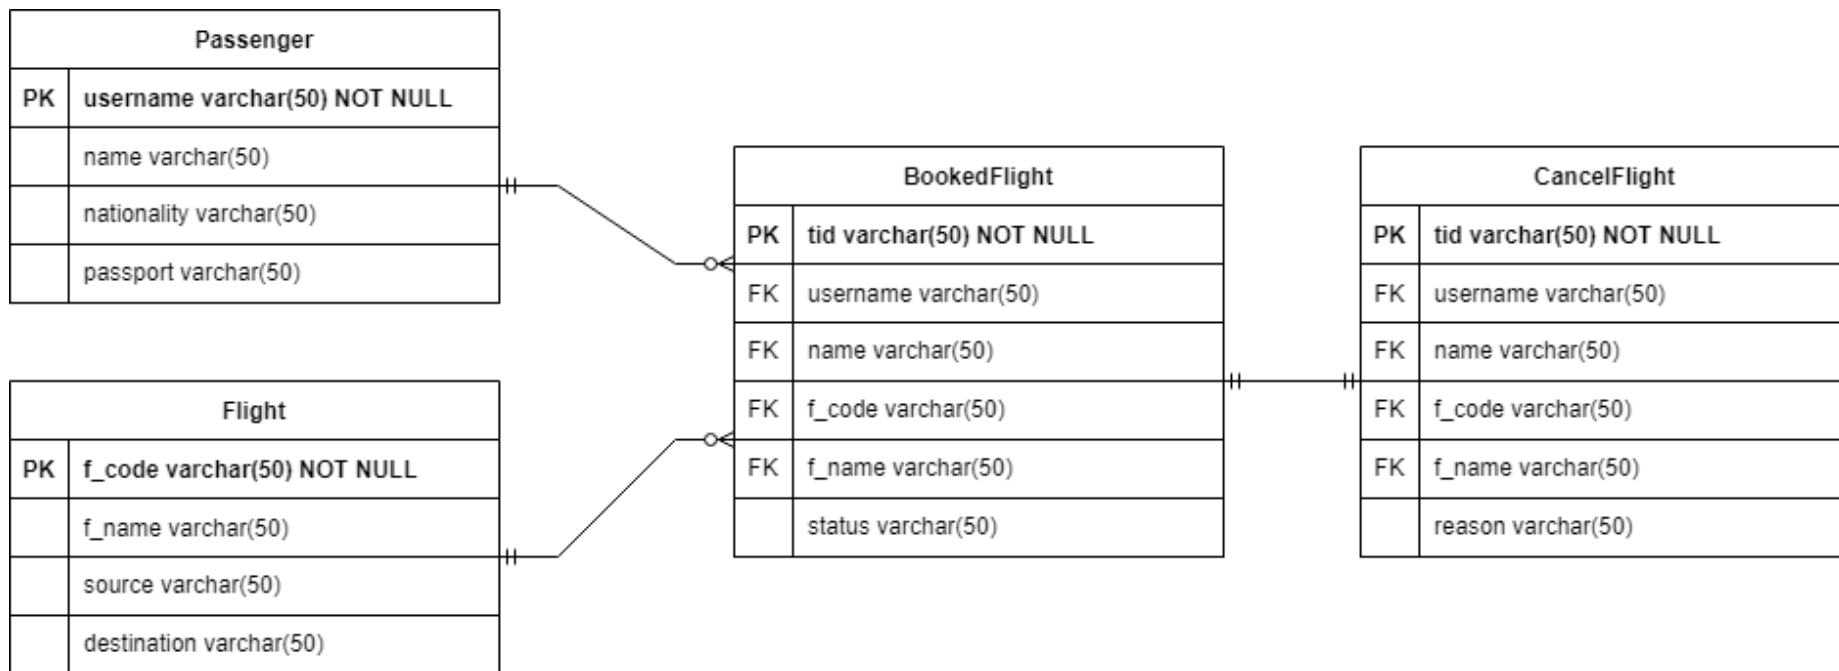 Passenger
PK username varchar(50) NOT NULL
name varchar(50)
nationality varchar(50)
passport varchar(50)
Flight
PK f_code varchar(50) NOT NULL
f_name varchar(50)
source varchar(50)
destination varchar(50)
BookedFlight
PK tid varchar(50) NOT NULL
FK username varchar(50)
FK name varchar(50)
FK f_code varchar(50)
FK f_name varchar(50)
status varchar(50)
CancelFlight
PK tid varchar(50) NOT NULL
FK username varchar(50)
FK name varchar(50)
FK f_code varchar(50)
FK f_name varchar(50)
reason varchar(50)